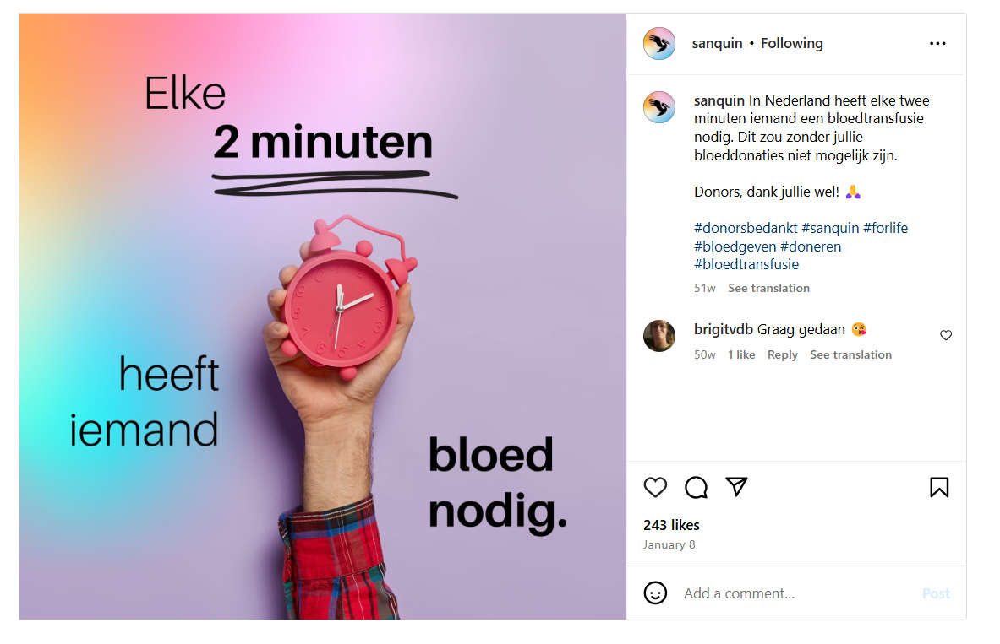 Elke
2 minuten
heeft
iemand
bloed
nodig.
sanquin • Following
sanquin In Nederland heeft elke twee
minuten iemand een bloedtransfusie
nodig. Dit zou zonder jullie
bloeddonaties niet mogelijk zijn.
Donors, dank jullie wel! 🙏
#donorsbedankt #sanquin #forlife
#bloedgeven #doneren
#bloedtransfusie
51w See translation
brigitvdb Graag gedaan 😘
50w 1 like Reply See translation
243 likes
January 8
Add a comment...
Post